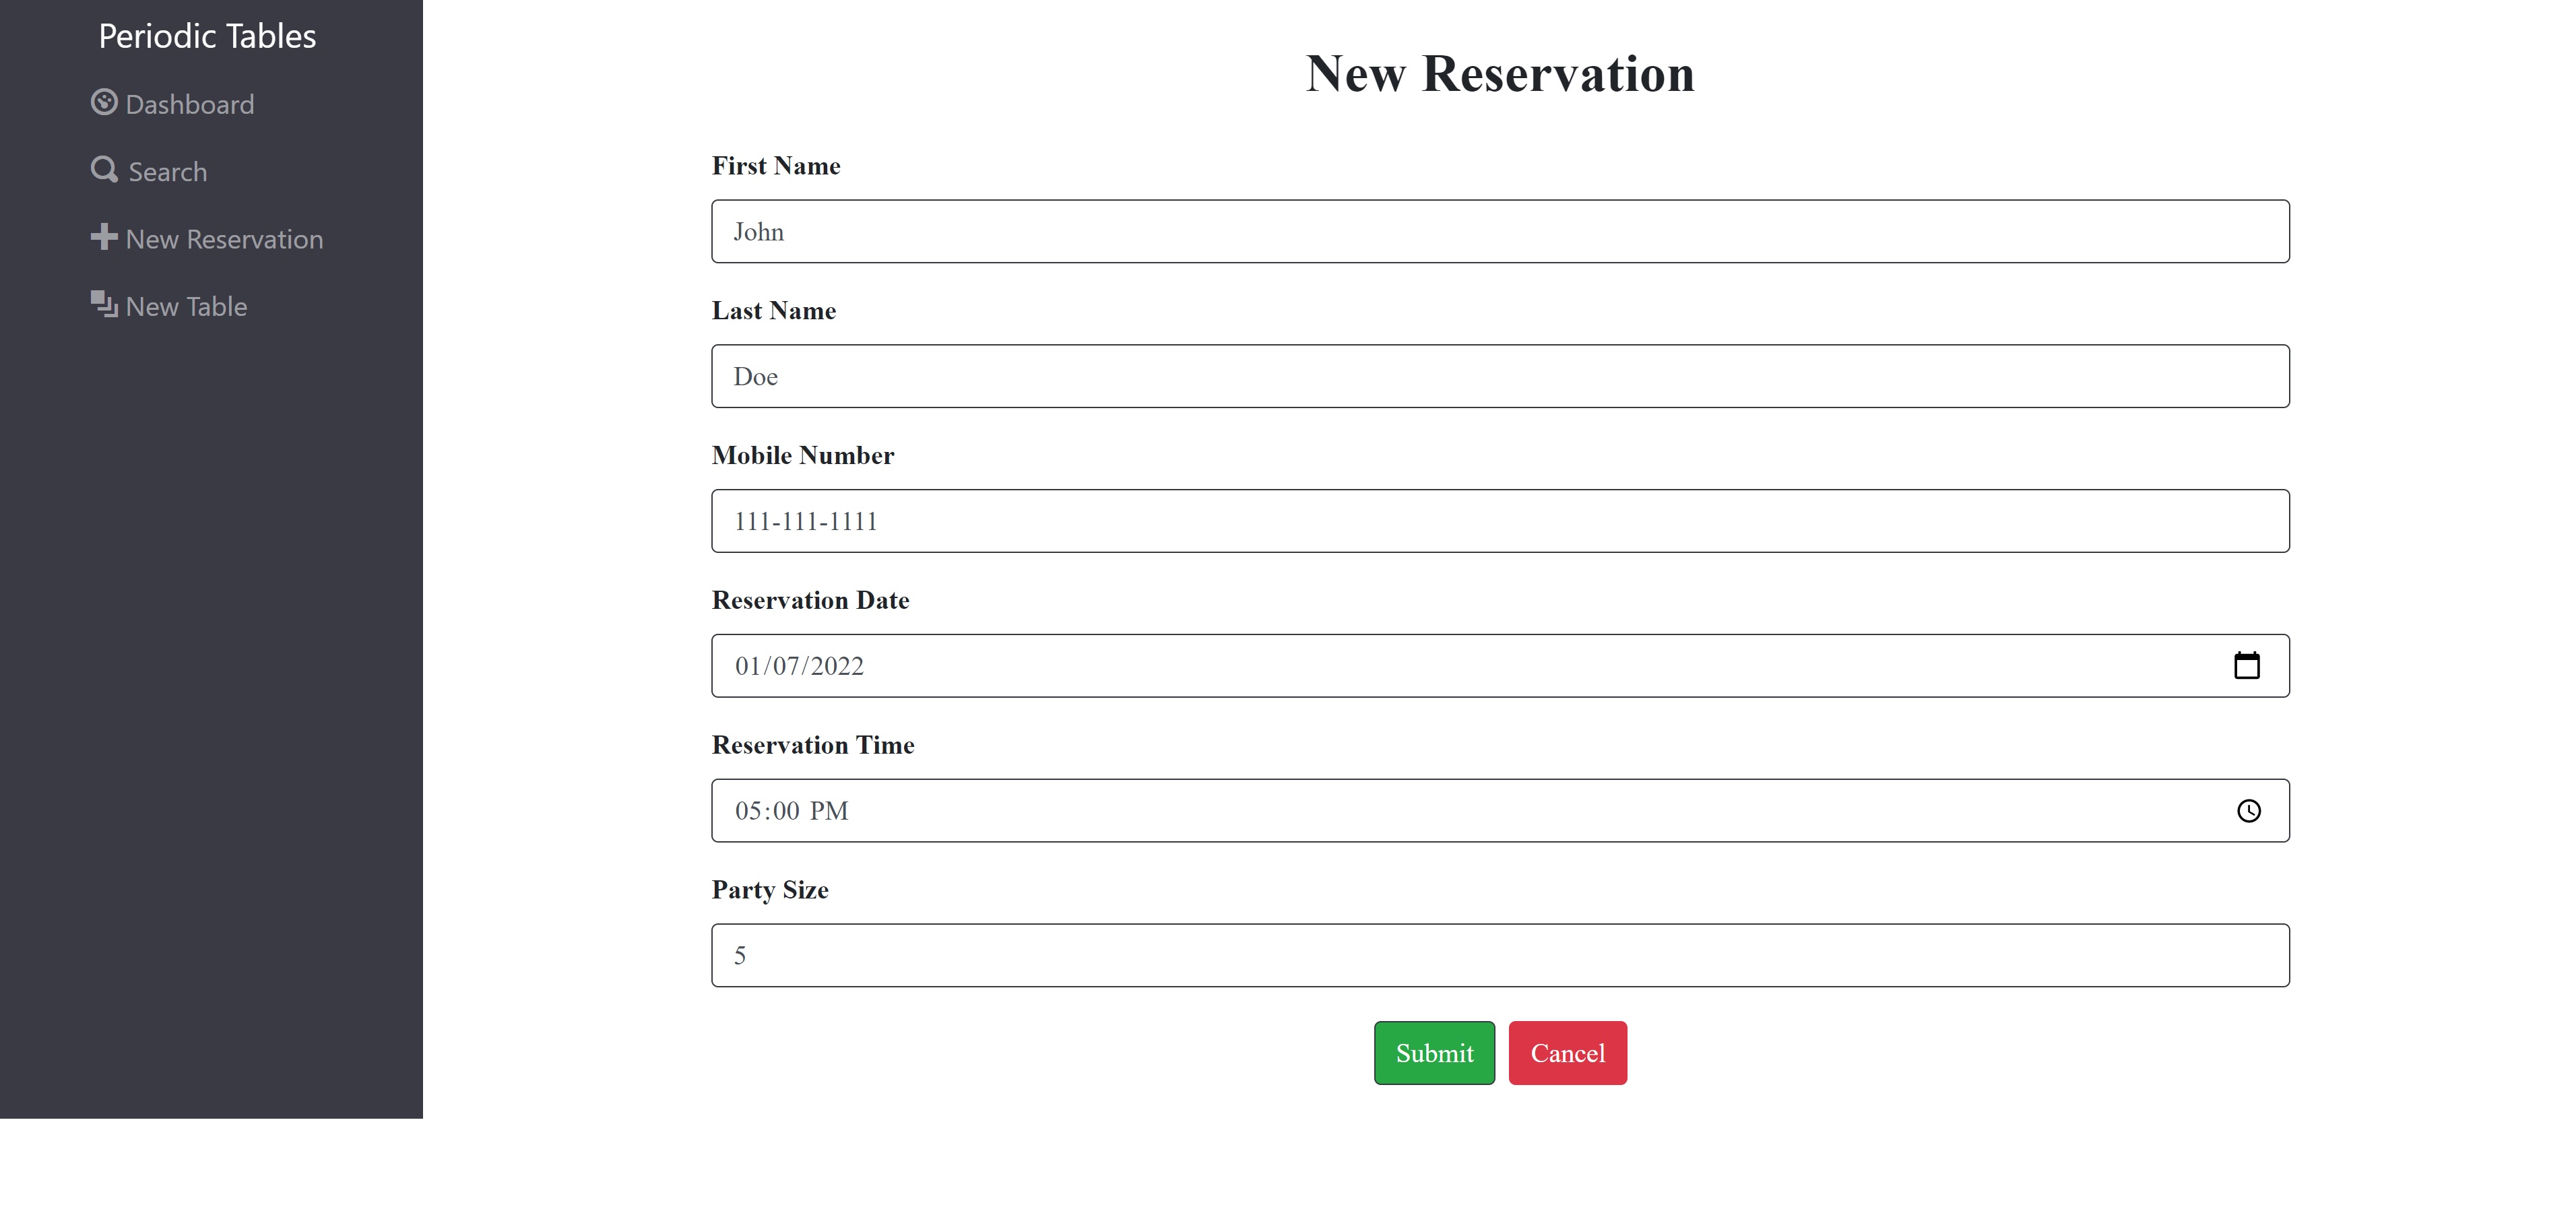 Periodic Tables
Dashboard
Search
New Reservation
New Table
New Reservation
First Name
John
Last Name
Doe
Mobile Number
111-111-1111
Reservation Date
01/07/2022
Reservation Time
05:00 PM
Party Size
5
Submit
Cancel